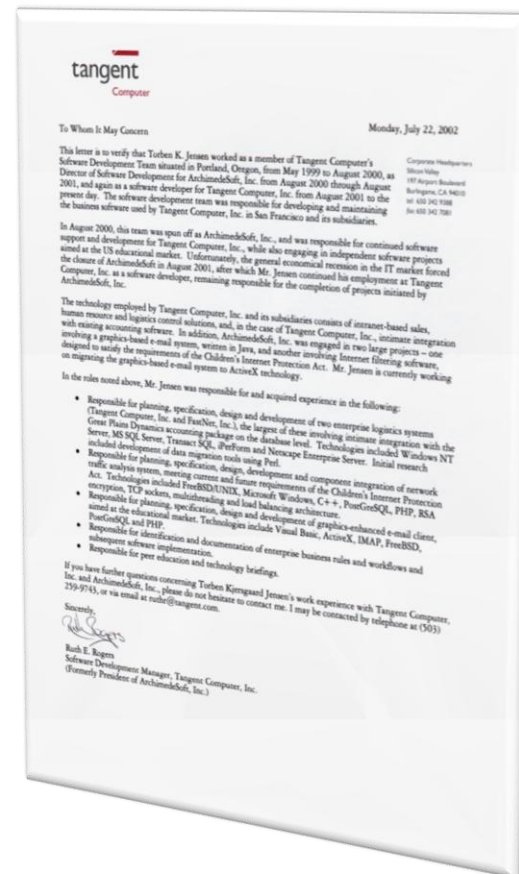 tangent
Computer
To Whom It May Concern
Monday, July 22, 2002
This letter is to verify that Torben K. Jensen worked as a member of Tangent Computer's
Software Development Team situated in Portland, Oregon, from May 1999 to August 2000, as
Director of Software Development for ArchimedeSoft, Inc. from August 2000 through August
2001, and again as a software developer for Tangent Computer, Inc. from August 2001 to the
present day. The software development team was responsible for developing and maintaining
the business software used by Tangent Computer, Inc. in San Francisco and its subsidiaries.
Corporate Headquarters
Silicon Valley
197 Airport Boulevard
Burlingame, CA 94010
tel 650 342 9388
fax 650 342 7081
In August 2000, this team was spun off as ArchimedeSoft, Inc., and was responsible for continued software
support and development for Tangent Computer, Inc., while also engaging in independent software projects
aimed at the US educational market. Unfortunately, the general economical recession in the IT market forced
the closure of ArchimedeSoft in August 2001, after which Mr. Jensen continued his employment at Tangent
Computer, Inc. as a software developer, remaining responsible for the completion of projects initiated by
ArchimedeSoft, Inc.
The technology employed by Tangent Computer, Inc. and its subsidiaries consists of intranet-based sales,
human resource and logistics control solutions, and, in the case of Tangent Computer, Inc., intimate integration
with existing accounting software. In addition, ArchimedeSoft, Inc. was engaged in two large projects – one
involving a graphics-based e-mail system, written in Java, and another involving Internet filtering software,
designed to satisfy the requirements of the Children's Internet Protection Act. Mr. Jensen is currently working
on migrating the graphics-based e-mail system to ActiveX technology.
In the roles noted above, Mr. Jensen was responsible for and acquired experience in the following:
• Responsible for planning, specification, design and development of two enterprise logistics systems
(Tangent Computer, Inc. and FastNet, Inc.), the largest of these involving intimate integration with the
Great Plains Dynamics accounting package on the database level. Technologies included Windows NT
Server, MS SQL Server, Transact SQL, iPerForm and Netscape Enterprise Server. Initial research
included development of data migration tools using Perl.
• Responsible for planning, specification, design, development and component integration of network
traffic analysis system, meeting current and future requirements of the Children's Internet Protection
Act. Technologies included FreeBSD/UNIX, Microsoft Windows, C++, PostGreSQL, PHP, RSA
encryption, TCP sockets, multithreading and load balancing architecture.
• Responsible for planning, specification, design and development of graphics-enhanced e-mail client,
aimed at the educational market. Technologies include Visual Basic, ActiveX, IMAP, FreeBSD,
PostGreSQL and PHP.
• Responsible for identification and documentation of enterprise business rules and workflows and
subsequent software implementation.
• Responsible for peer education and technology briefings.
If you have further questions concerning Torben Kjersgaard Jensen's work experience with Tangent Computer,
Inc. and ArchimedeSoft, Inc., please do not hesitate to contact me. I may be contacted by telephone at (503)
259-9743, or via email at ruthe@tangent.com.
Sincerely,
Ruth E. Rogers
Software Development Manager, Tangent Computer, Inc.
(Formerly President of ArchimedeSoft, Inc.)